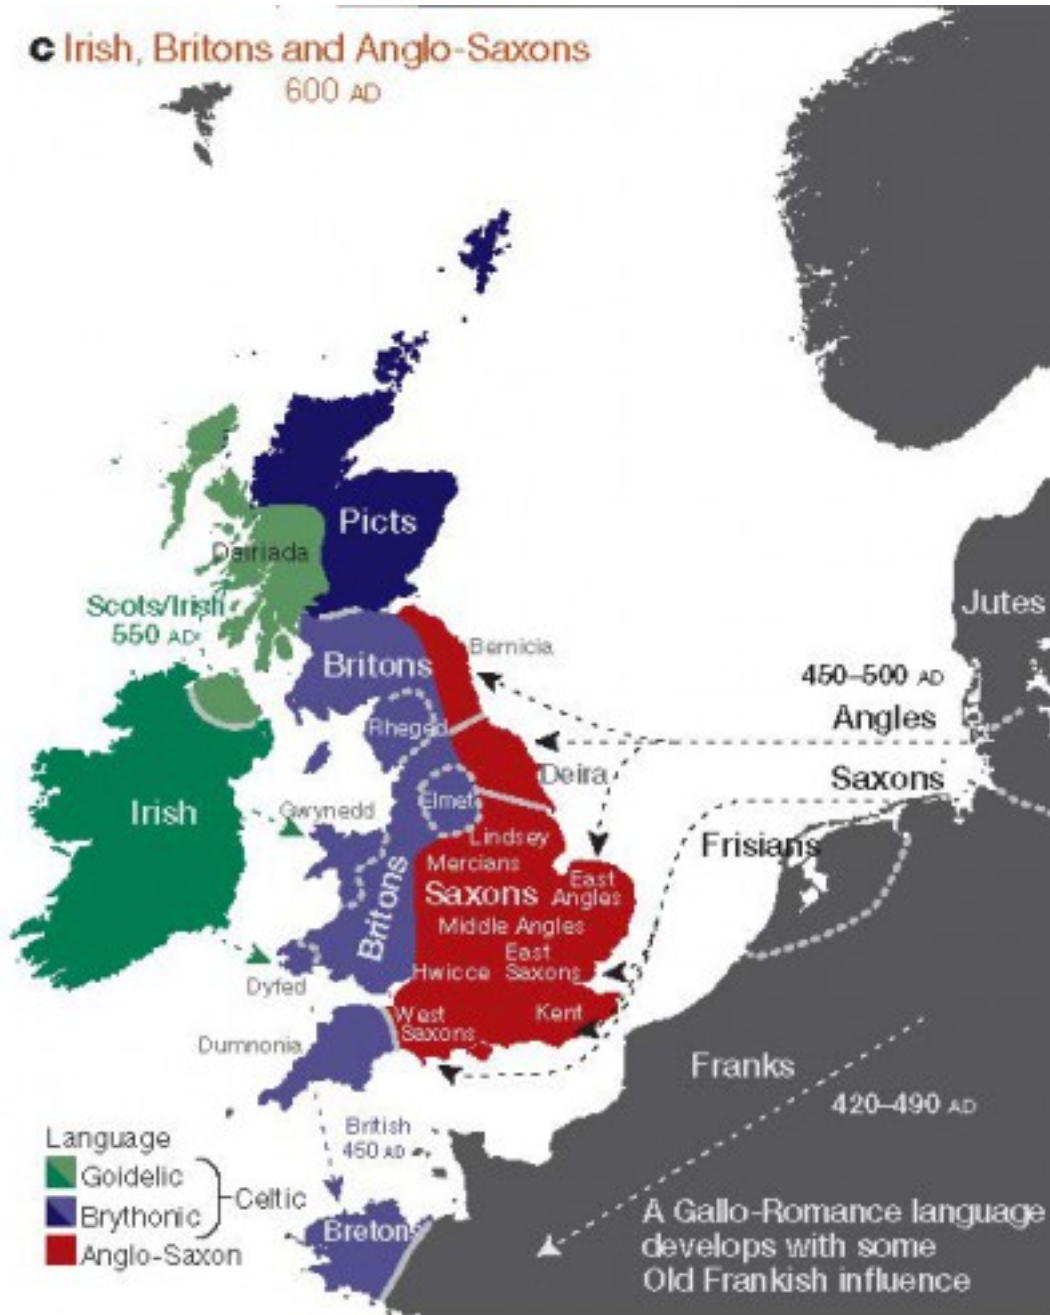 c Irish, Britons and Anglo-Saxons
600 AD
Picts
Dairiada
Scots/Irish
550 AD
Jutes
Britons
Bernicia
450–500 AD
Angles
Rheged
Deira
Saxons
Irish
Gwynedd
Elmet
Frisians
Lindsey
Mercians
Saxons
East
Angles
Britons
Middle Angles
East
Saxons
Hwicce
Dyfed
West
Saxons
Kent
Dumnonia
Franks
420–490 AD
British
450 AD
Language
Goidelic
Celtic
Brythonic
Anglo-Saxon
Bretons
A Gallo-Romance language
develops with some
Old Frankish influence